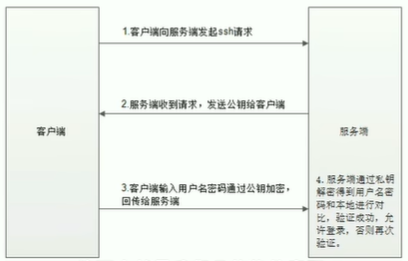 1.客户端向服务端发起ssh请求
2.服务端收到请求，发送公钥给客户端
客户端
服务端
3.客户端输入用户名密码通过公钥加密，
回传给服务端
4. 服务端通过私钥
解密得到用户名密
码和本地进行对
比，验证成功，允
许登录，否则再次
验证。